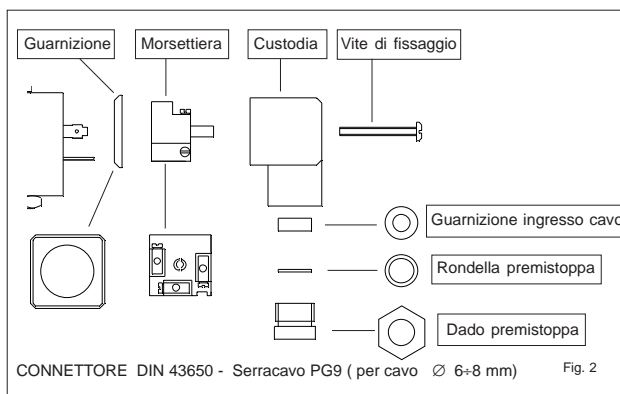 Guarnizione Morsettiera Custodia Vite di fissaggio
Guarnizione ingresso cavo
Rondella premistoppa
Dado premistoppa
CONNETTORE DIN 43650 - Serracavo PG9 ( per cavo ∅ 6÷8 mm) Fig. 2